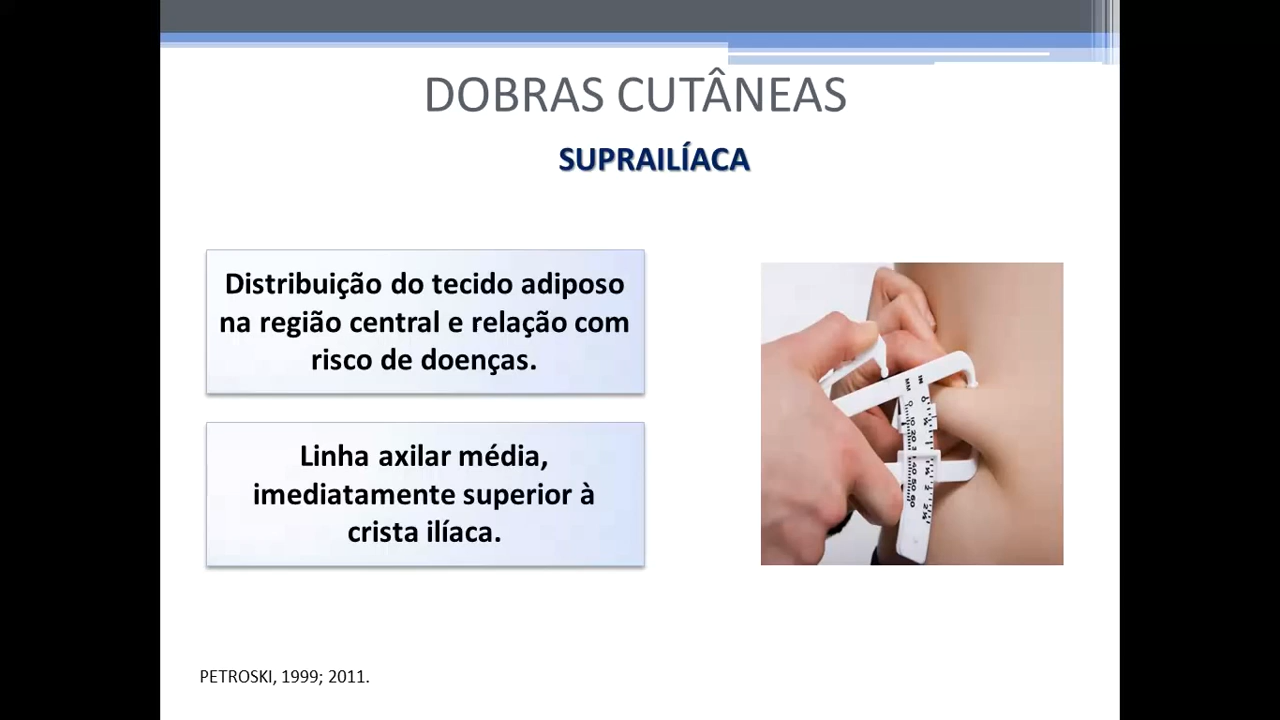 DOBRAS CUTÂNEAS
SUPRAILÍACA
Distribuição do tecido adiposo
na região central e relação com
risco de doenças.
Linha axilar média,
imediatamente superior à
crista ilíaca.
PETROSKI, 1999; 2011.